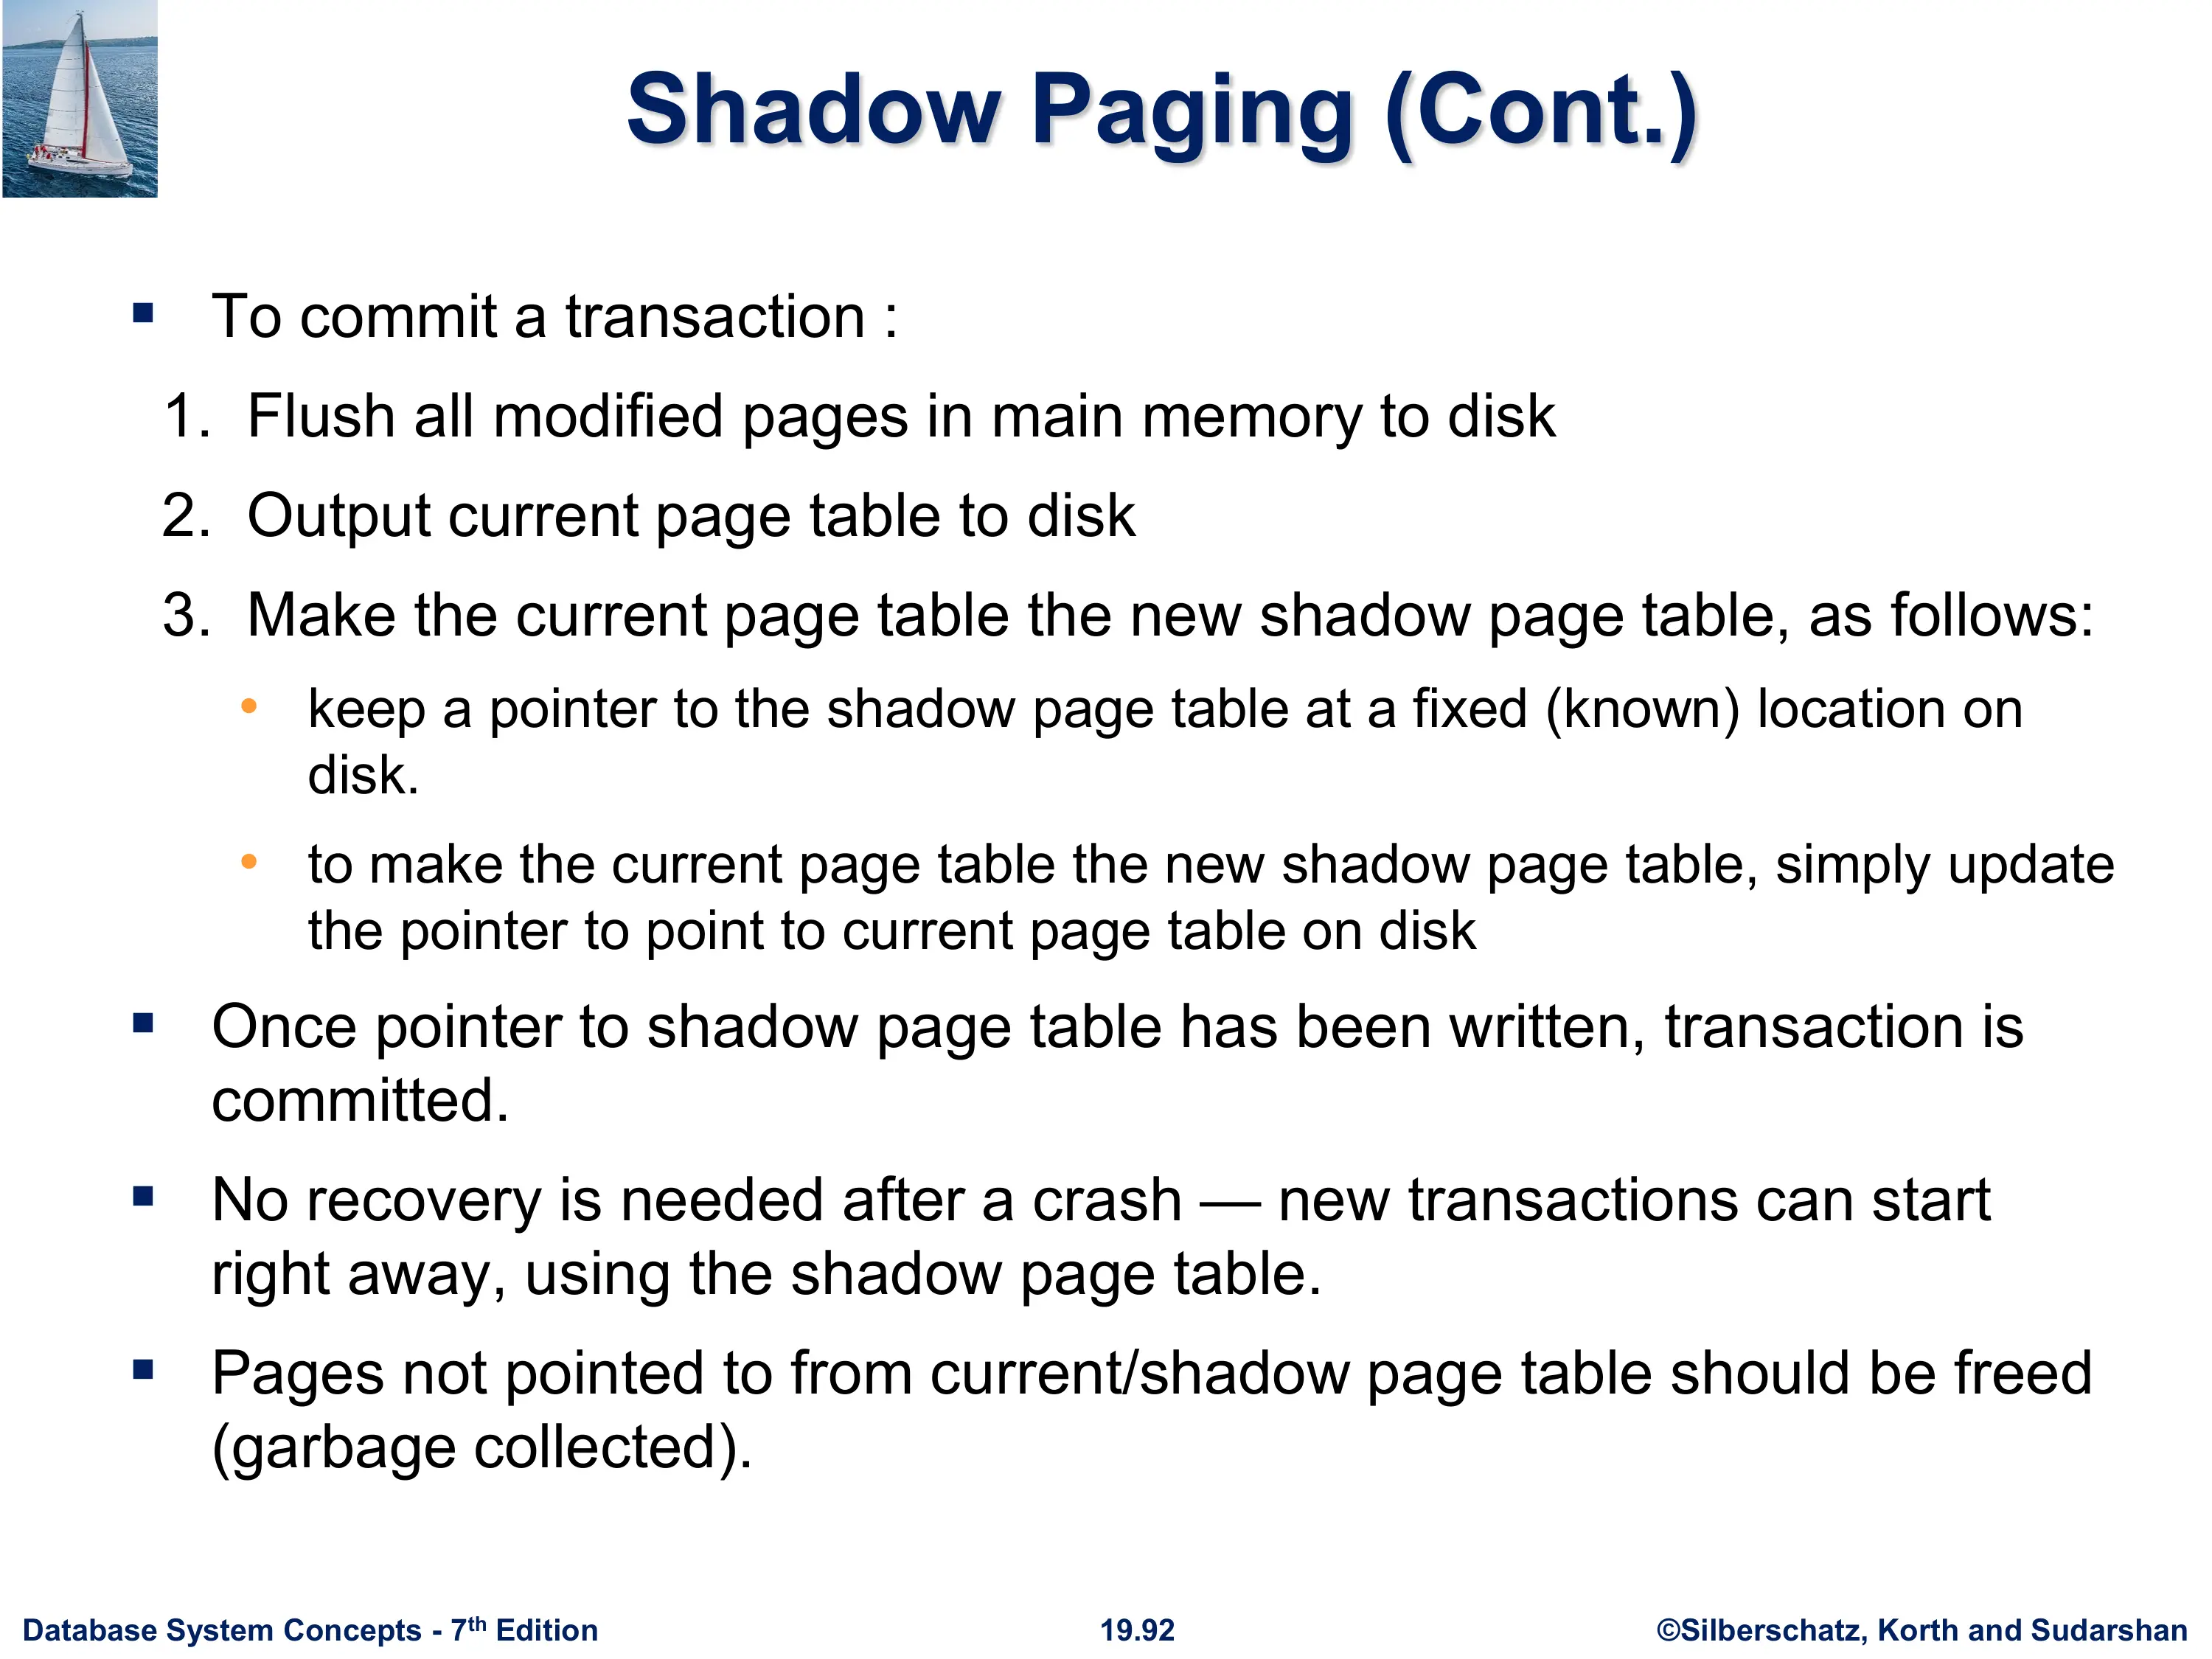 Shadow Paging (Cont.)
▪ To commit a transaction :
1. Flush all modified pages in main memory to disk
2. Output current page table to disk
3. Make the current page table the new shadow page table, as follows:
• keep a pointer to the shadow page table at a fixed (known) location on
disk.
• to make the current page table the new shadow page table, simply update
the pointer to point to current page table on disk
▪ Once pointer to shadow page table has been written, transaction is
committed.
▪ No recovery is needed after a crash — new transactions can start
right away, using the shadow page table.
▪ Pages not pointed to from current/shadow page table should be freed
(garbage collected).
Database System Concepts - 7th Edition
19.92
©Silberschatz, Korth and Sudarshan